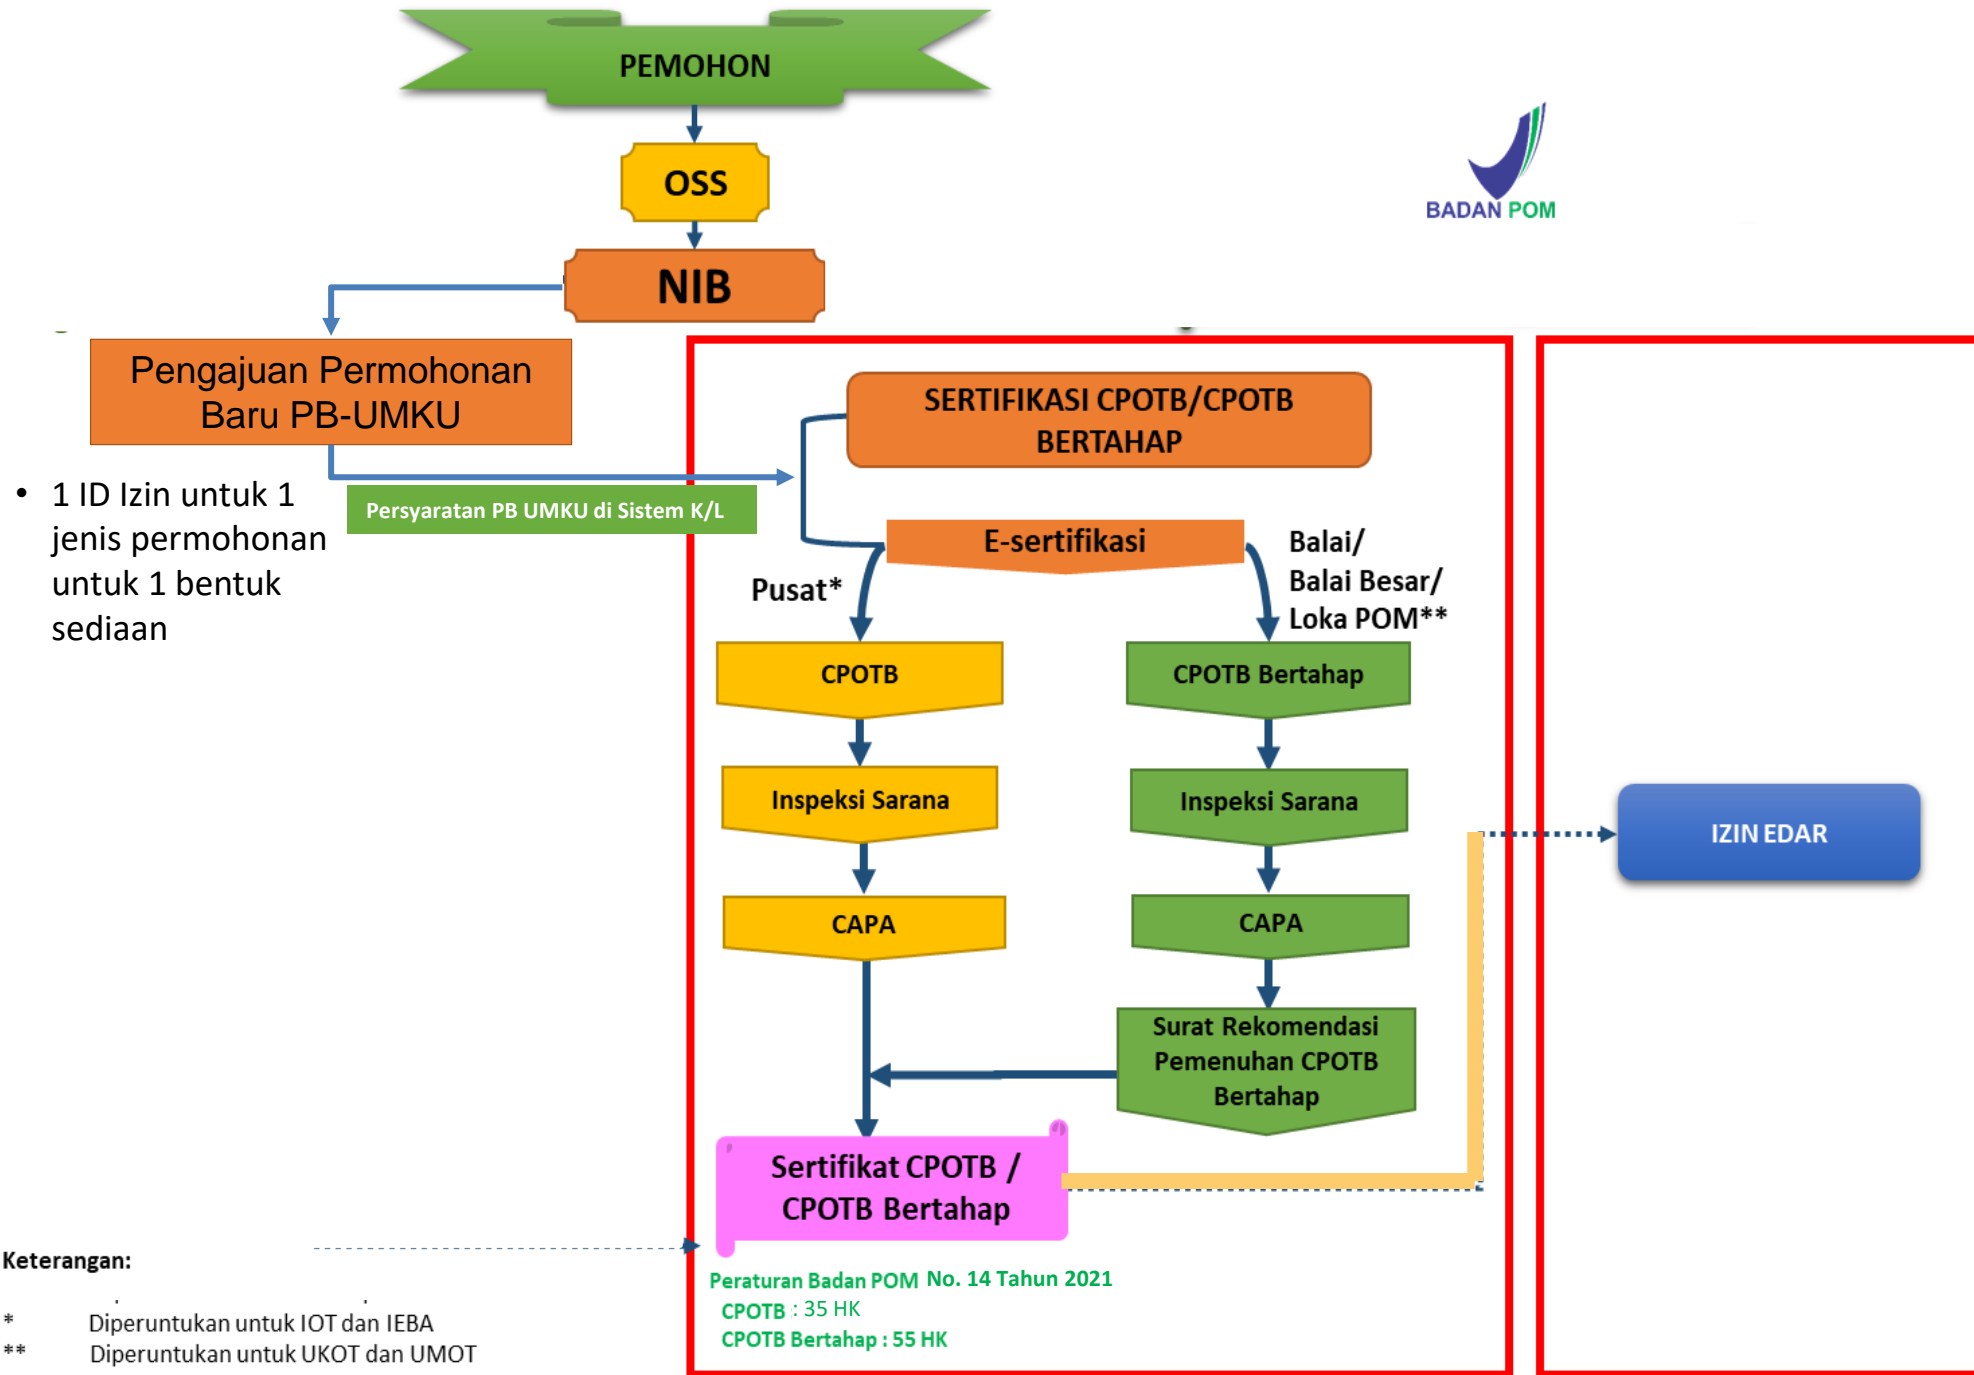 PEMOHON
OSS
BADAN POM
NIB
Pengajuan Permohonan
Baru PB-UMKU
• 1 ID Izin untuk 1
jenis permohonan
untuk 1 bentuk
sediaan
Persyaratan PB UMKU di Sistem K/L
SERTIFIKASI CPOTB/CPOTB
BERTAHAP
E-sertifikasi
Pusat*
Balai/
Balai Besar/
Loka POM**
CPOTB
CPOTB Bertahap
Inspeksi Sarana
Inspeksi Sarana
CAPA
CAPA
Surat Rekomendasi
Pemenuhan CPOTB
Bertahap
Sertifikat CPOTB /
CPOTB Bertahap
IZIN EDAR
Peraturan Badan POM No. 14 Tahun 2021
CPOTB : 35 HK
CPOTB Bertahap : 55 HK
Keterangan:
* Diperuntukan untuk IOT dan IEBA
** Diperuntukan untuk UKOT dan UMOT